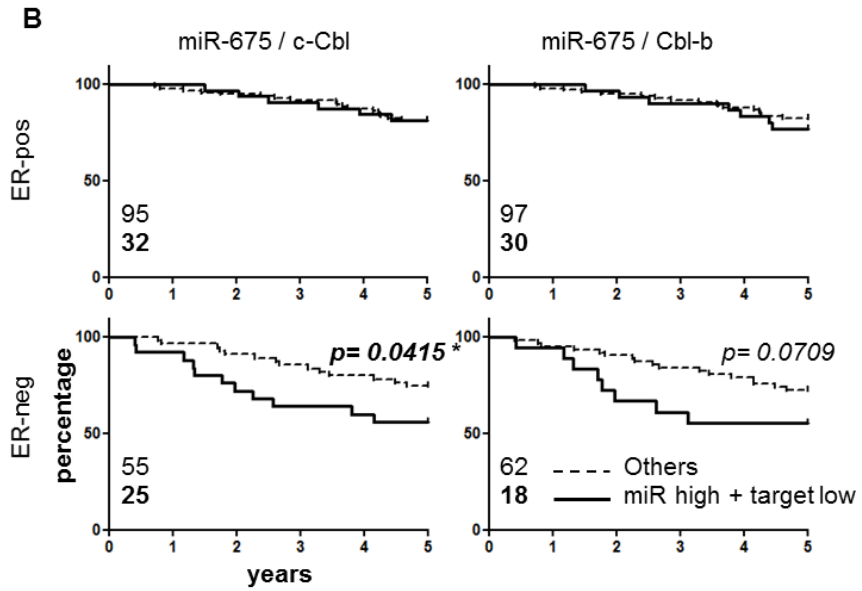 B
miR-675 / c-Cbl
miR-675 / Cbl-b
ER-pos
100
50
0
95
32
0 1 2 3 4 5
100
50
0
97
30
0 1 2 3 4 5
ER-neg
percentage
100
50
0
p= 0.0415 *
55
25
0 1 2 3 4 5
years
100
50
0
p= 0.0709
62 Others
18 miR high + target low
0 1 2 3 4 5